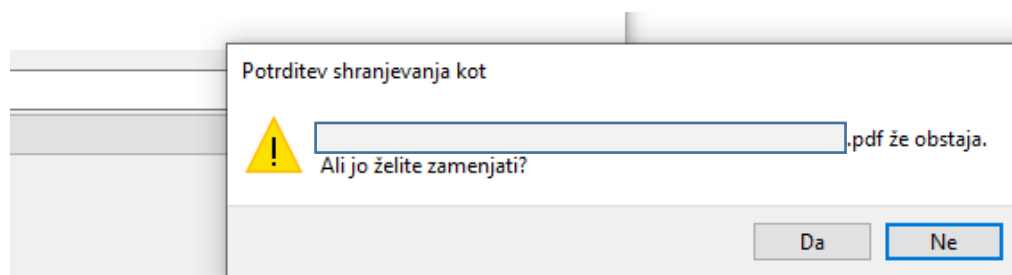 Potrditev shranjevanja kot
.pdf že obstaja.
Ali jo želite zamenjati?
Da Ne